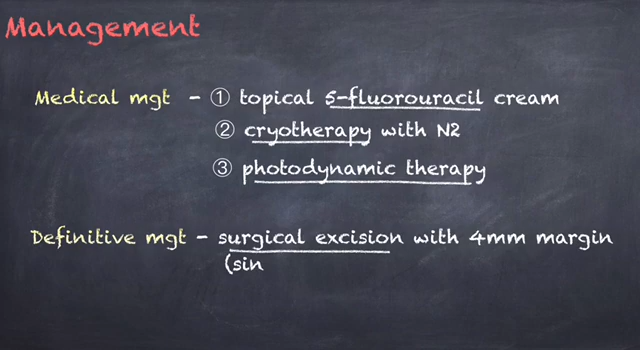 Management
Medical mgt - ① topical 5-fluorouracil cream
② cryotherapy with N2
③ photodynamic therapy
Definitive mgt - surgical excision with 4mm margin
(sin